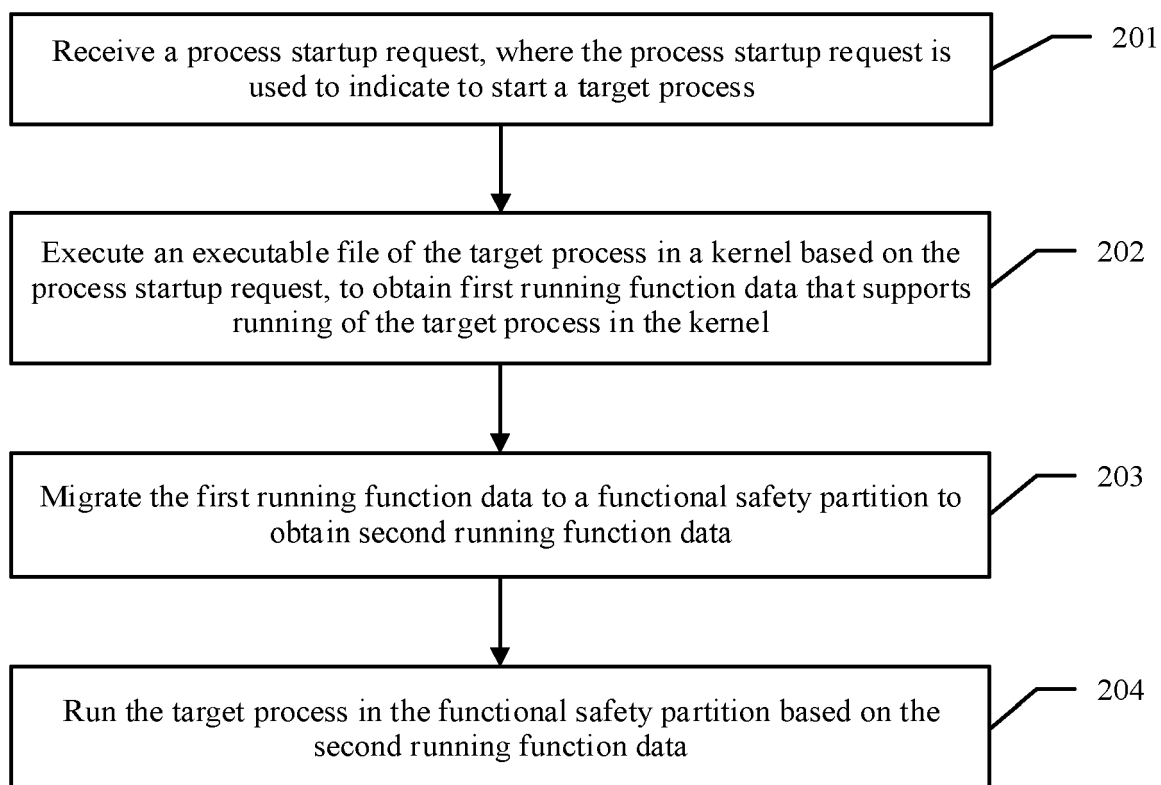 Receive a process startup request, where the process startup request is
used to indicate to start a target process
201
Execute an executable file of the target process in a kernel based on the
process startup request, to obtain first running function data that supports
running of the target process in the kernel
202
Migrate the first running function data to a functional safety partition to
obtain second running function data
203
Run the target process in the functional safety partition based on the
second running function data
204